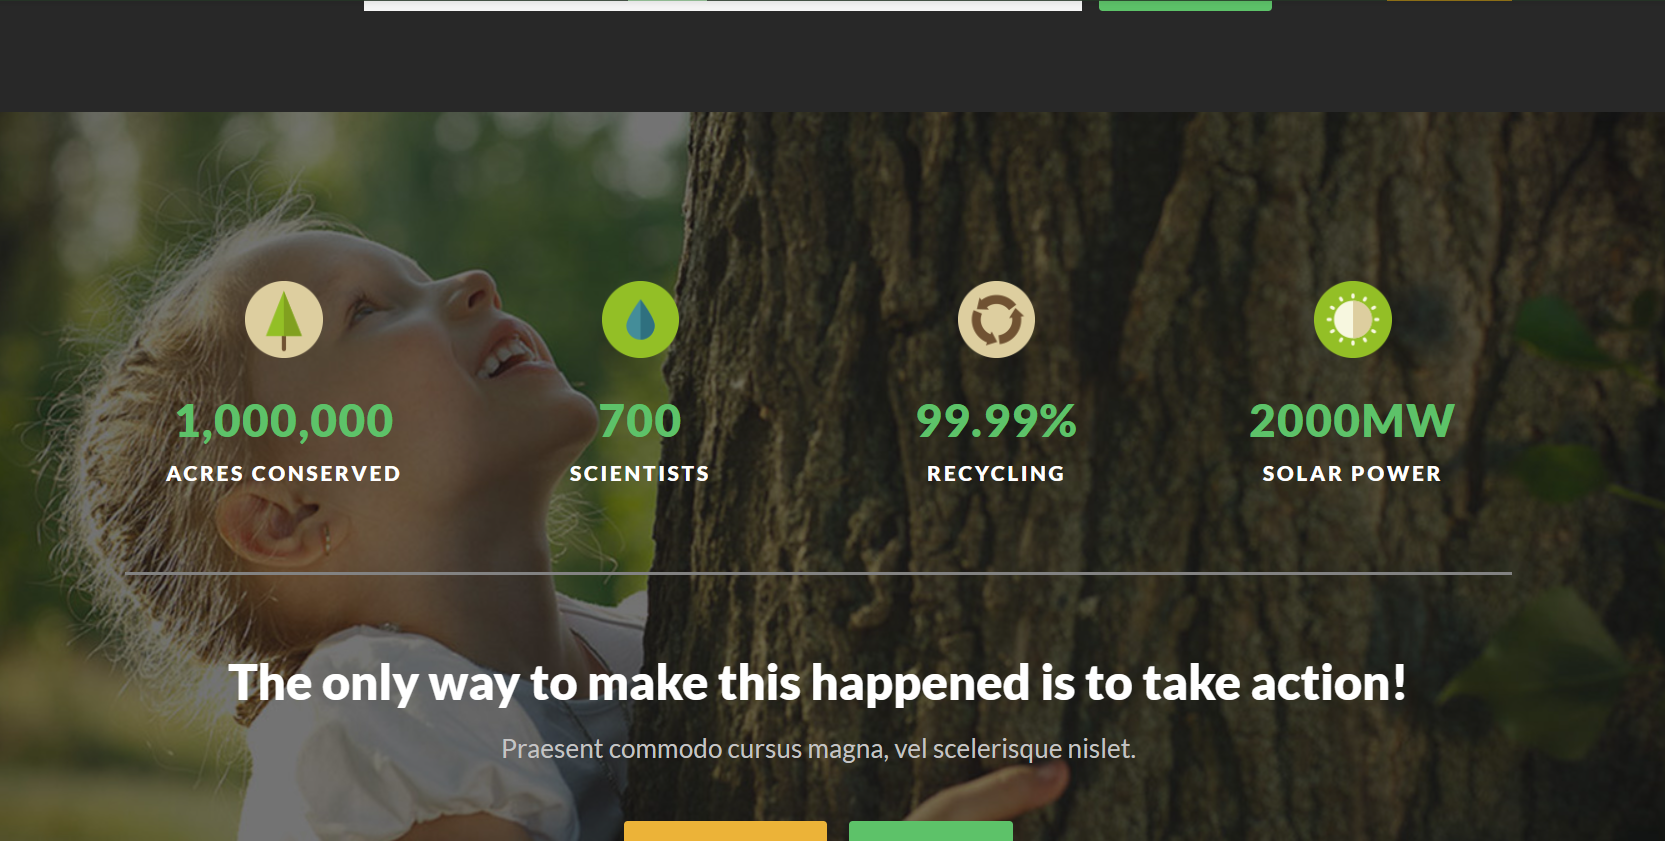 1,000,000
ACRES CONSERVED
700
SCIENTISTS
99.99%
RECYCLING
2000MW
SOLAR POWER
The only way to make this happened is to take action!
Praesent commodo cursus magna, vel scelerisque nislet.